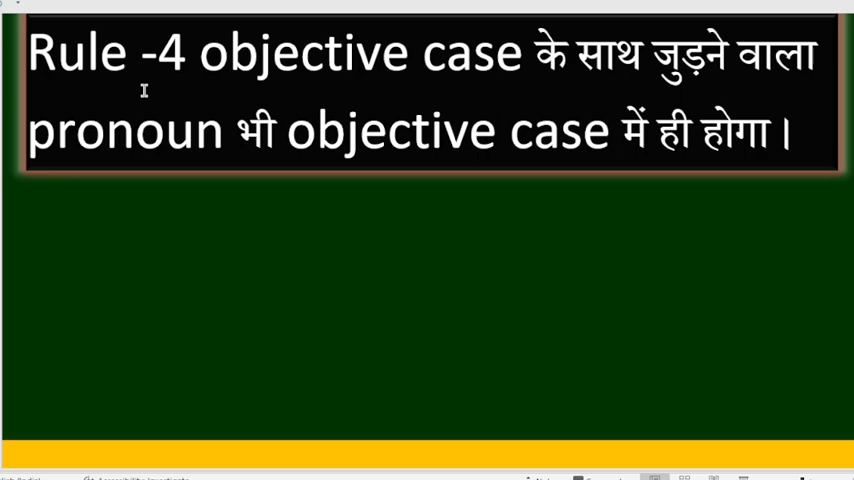 Rule -4 objective case के साथ जुड़ने वाला
pronoun भी objective case में ही होगा।